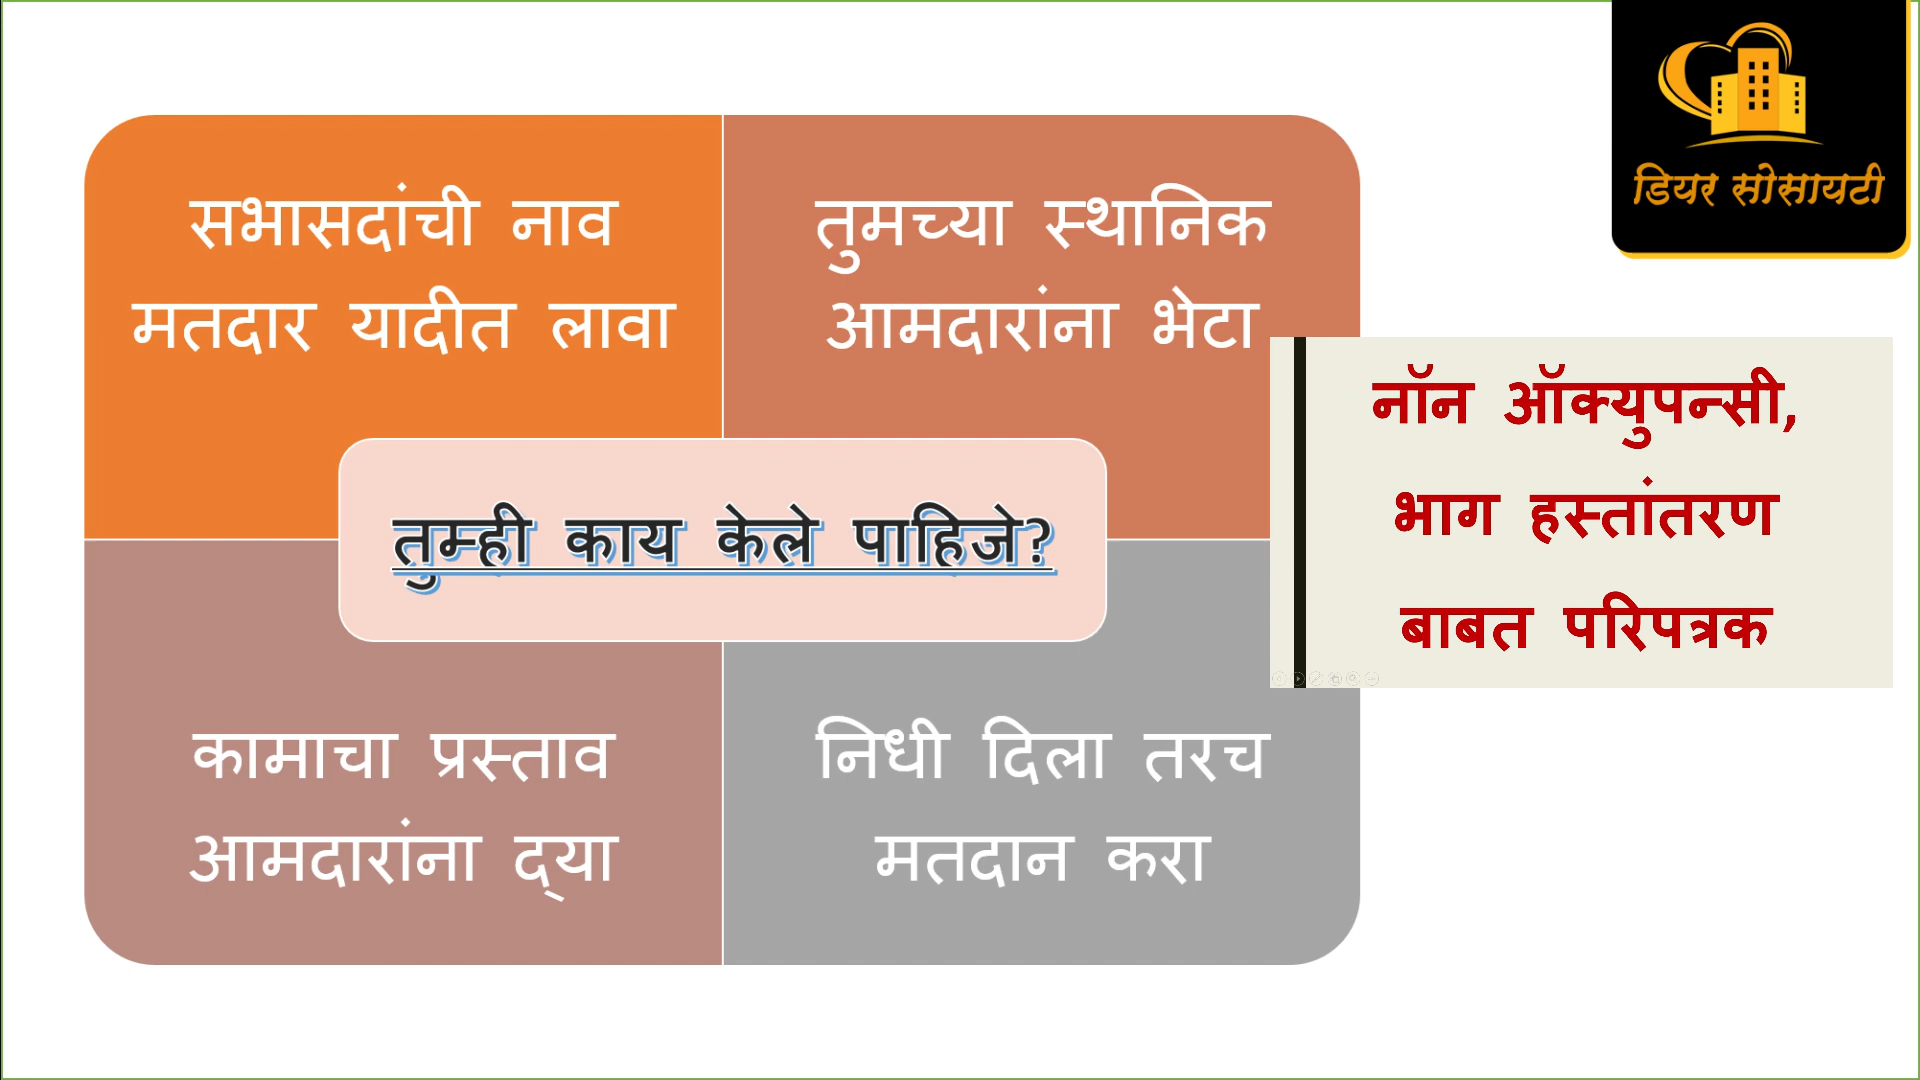 सभासदांची नाव
मतदार यादीत लावा
तुमच्या स्थानिक
आमदारांना भेटा
तुम्ही काय केले पाहिजे?
कामाचा प्रस्ताव
आमदारांना द्‌या
निधी दिला तरच
मतदान करा
डियर सोसायटी
नॉन ऑक्युपन्सी,
भाग हस्तांतरण
बाबत परिपत्रक